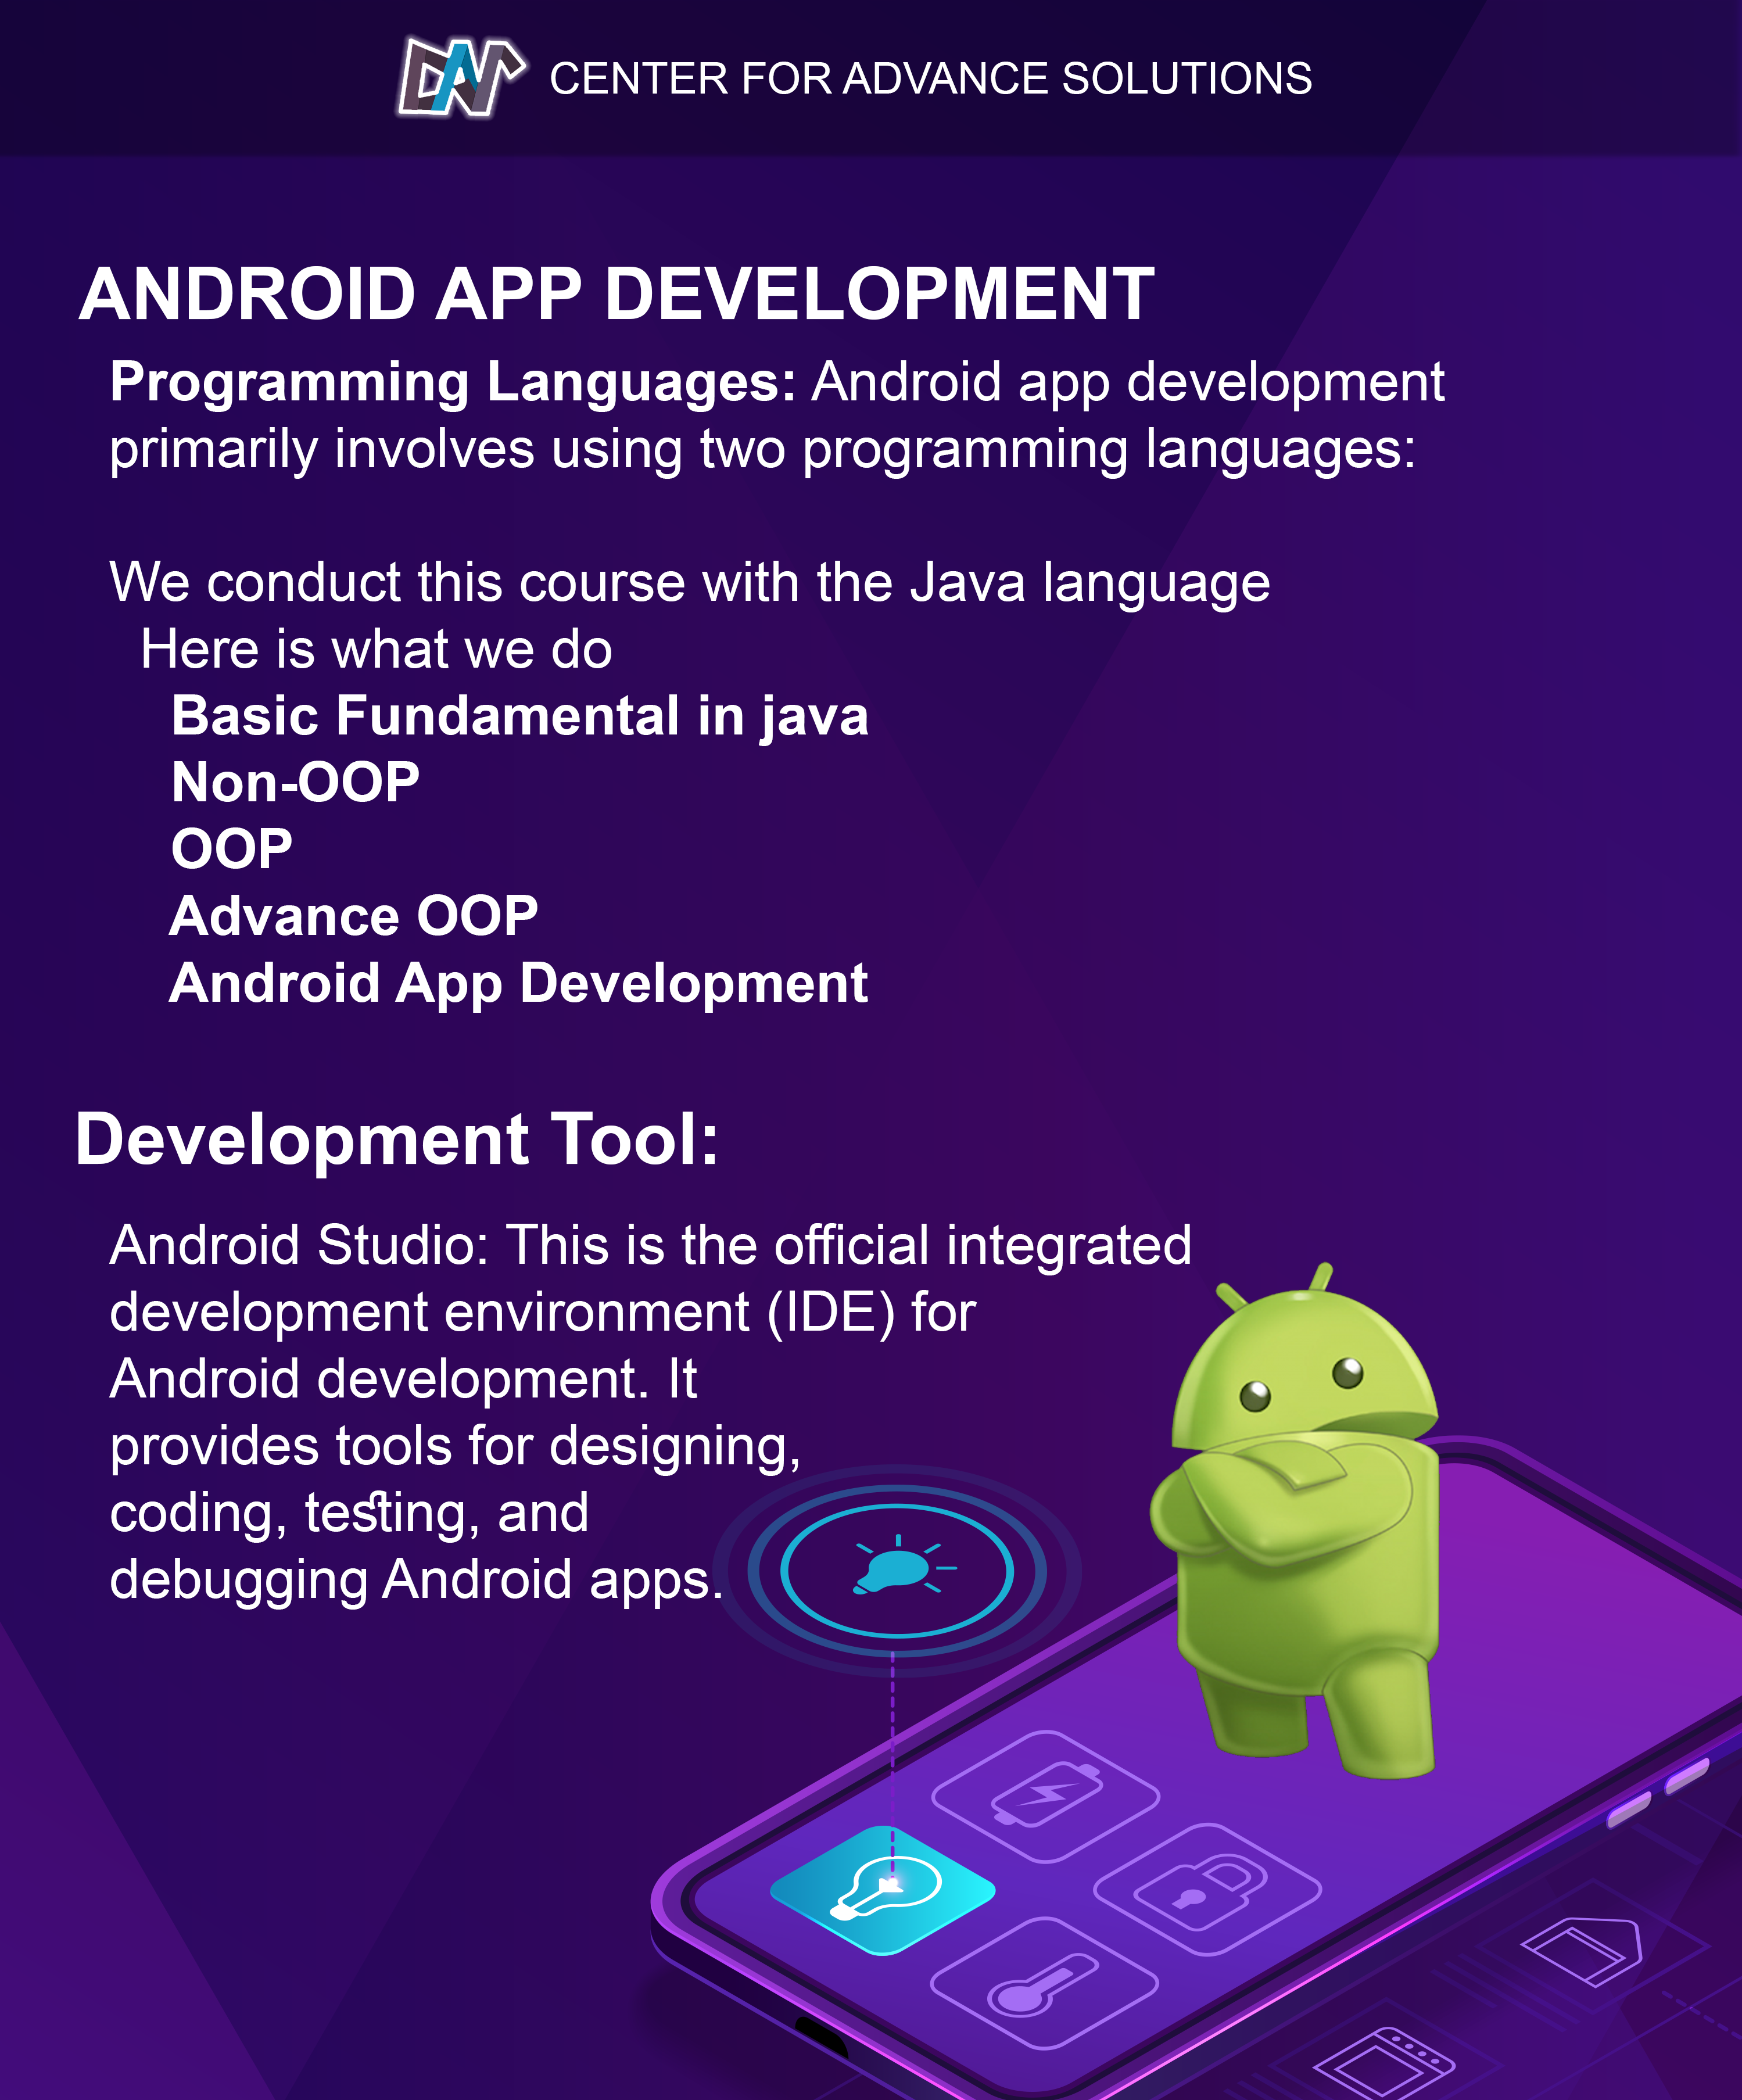 DAV
CENTER FOR ADVANCE SOLUTIONS
ANDROID APP DEVELOPMENT
Programming Languages: Android app development
primarily involves using two programming languages:
We conduct this course with the Java language
Here is what we do
Basic Fundamental in java
Non-OOP
OOP
Advance OOP
Android App Development
Development Tool:
Android Studio: This is the official integrated
development environment (IDE) for
Android development. It
provides tools for designing,
coding, testing, and
debugging Android apps.